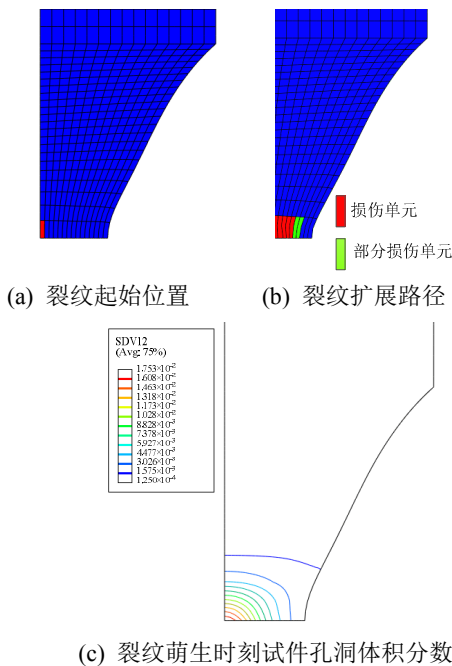 损伤单元
部分损伤单元
(a) 裂纹起始位置
(b) 裂纹扩展路径
SDV12
(Avg: 75%)
1.753×10⁻²
1.608×10⁻²
1.463×10⁻²
1.318×10⁻²
1.173×10⁻²
1.028×10⁻²
8.828×10⁻³
7.378×10⁻³
5.927×10⁻³
4.477×10⁻³
3.026×10⁻³
1.575×10⁻³
1.250×10⁻⁴
(c) 裂纹萌生时刻试件孔洞体积分数